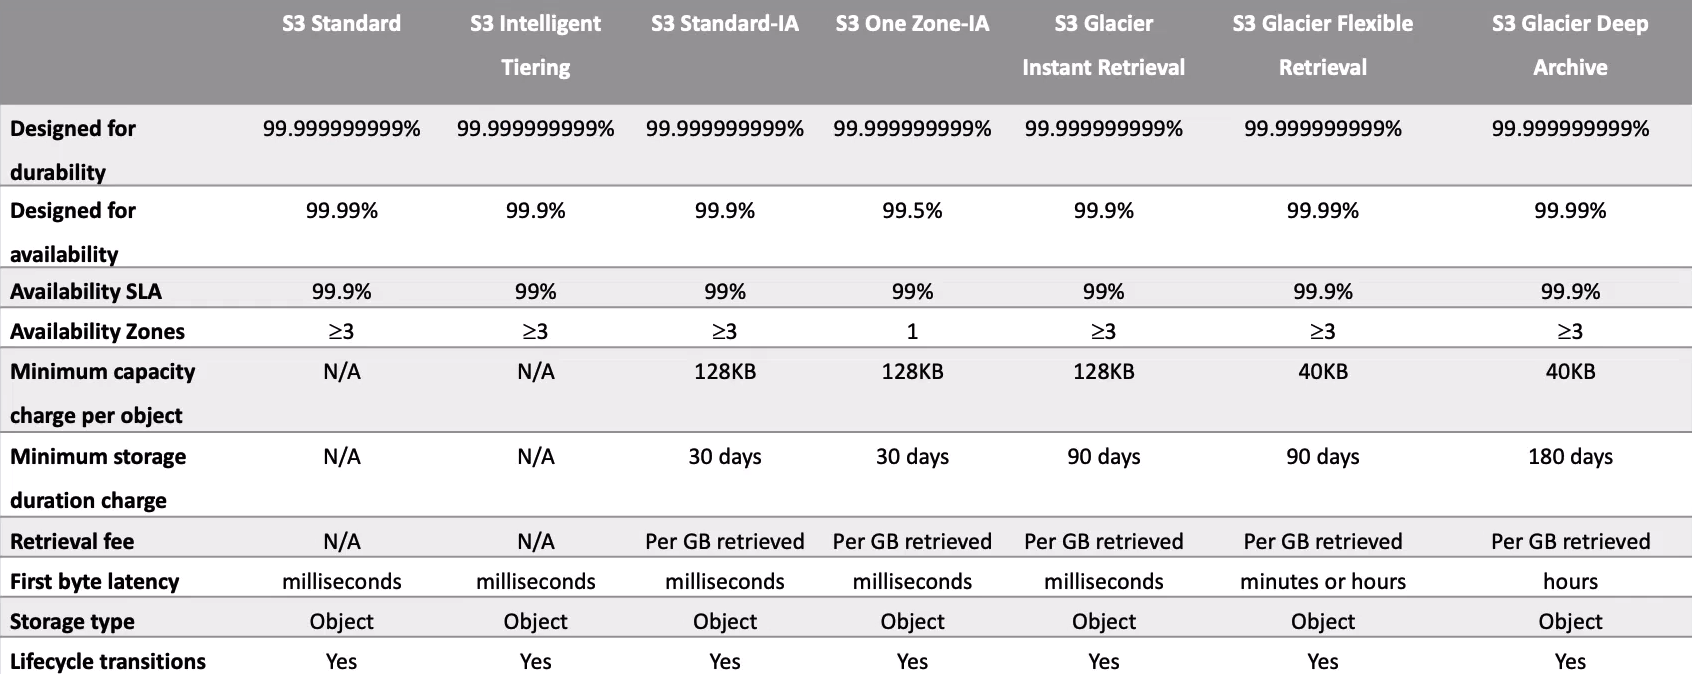 S3 Standard S3 Intelligent S3 Standard-IA S3 One Zone-IA S3 Glacier S3 Glacier Flexible S3 Glacier Deep
Tiering Instant Retrieval Retrieval Archive
Designed for 99.999999999% 99.999999999% 99.999999999% 99.999999999% 99.999999999% 99.999999999% 99.999999999%
durability
Designed for 99.99% 99.9% 99.9% 99.5% 99.9% 99.99% 99.99%
availability
Availability SLA 99.9% 99% 99% 99% 99% 99.9% 99.9%
Availability Zones ≥3 ≥3 ≥3 1 ≥3 ≥3 ≥3
Minimum capacity N/A N/A 128KB 128KB 128KB 40KB 40KB
charge per object
Minimum storage N/A N/A 30 days 30 days 90 days 90 days 180 days
duration charge
Retrieval fee N/A N/A Per GB retrieved Per GB retrieved Per GB retrieved Per GB retrieved Per GB retrieved
First byte latency milliseconds milliseconds milliseconds milliseconds milliseconds minutes or hours hours
Storage type Object Object Object Object Object Object Object
Lifecycle transitions Yes Yes Yes Yes Yes Yes Yes